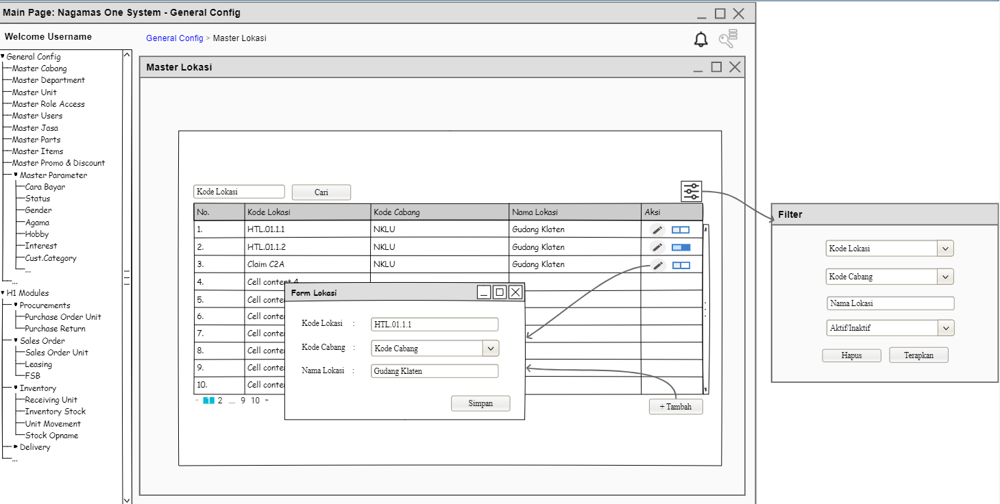 Main Page: Nagamas One System - General Config
Welcome Username
General Config > Master Lokasi
General Config
Master Cabang
Master Department
Master Unit
Master Role Access
Master Users
Master Jasa
Master Parts
Master Items
Master Promo & Discount
Master Parameter
Cara Bayar
Status
Gender
Agama
Hobby
Interest
Cust.Category
...
...
H1 Modules
Procurements
Purchase Order Unit
Purchase Return
Sales Order
Sales Order Unit
Leasing
FSB
Inventory
Receiving Unit
Inventory Stock
Unit Movement
Stock Opname
Delivery
...
Master Lokasi
Kode Lokasi Cari
No. Kode Lokasi Kode Cabang Nama Lokasi Aksi
1. HTL.01.1.1 NKLU Gudang Klaten
2. HTL.01.1.2 NKLU Gudang Klaten
3. Claim C2A NKLU Gudang Klaten
4. Cell content 4
5. Cell conte
6. Cell conte
7. Cell conte
8. Cell conte
9. Cell conte
10. Cell conte
« 1 2 ... 9 10 »
+ Tambah
Form Lokasi
Kode Lokasi : HTL.01.1.1
Kode Cabang : Kode Cabang
Nama Lokasi : Gudang Klaten
Simpan
Filter
Kode Lokasi
Kode Cabang
Nama Lokasi
Aktif/Inaktif
Hapus Terapkan